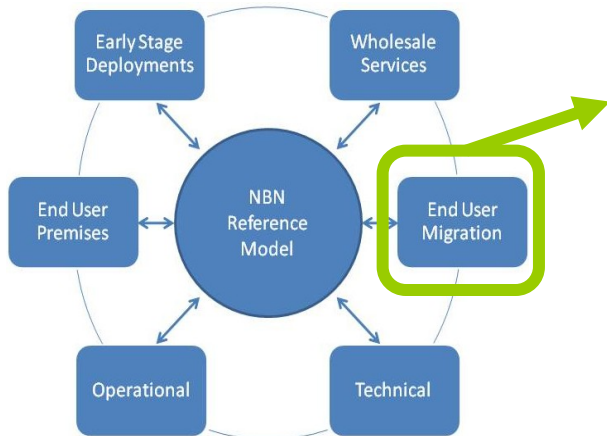 Early Stage
Deployments
Wholesale
Services
End User
Premises
NBN
Reference
Model
End User
Migration
Operational
Technical